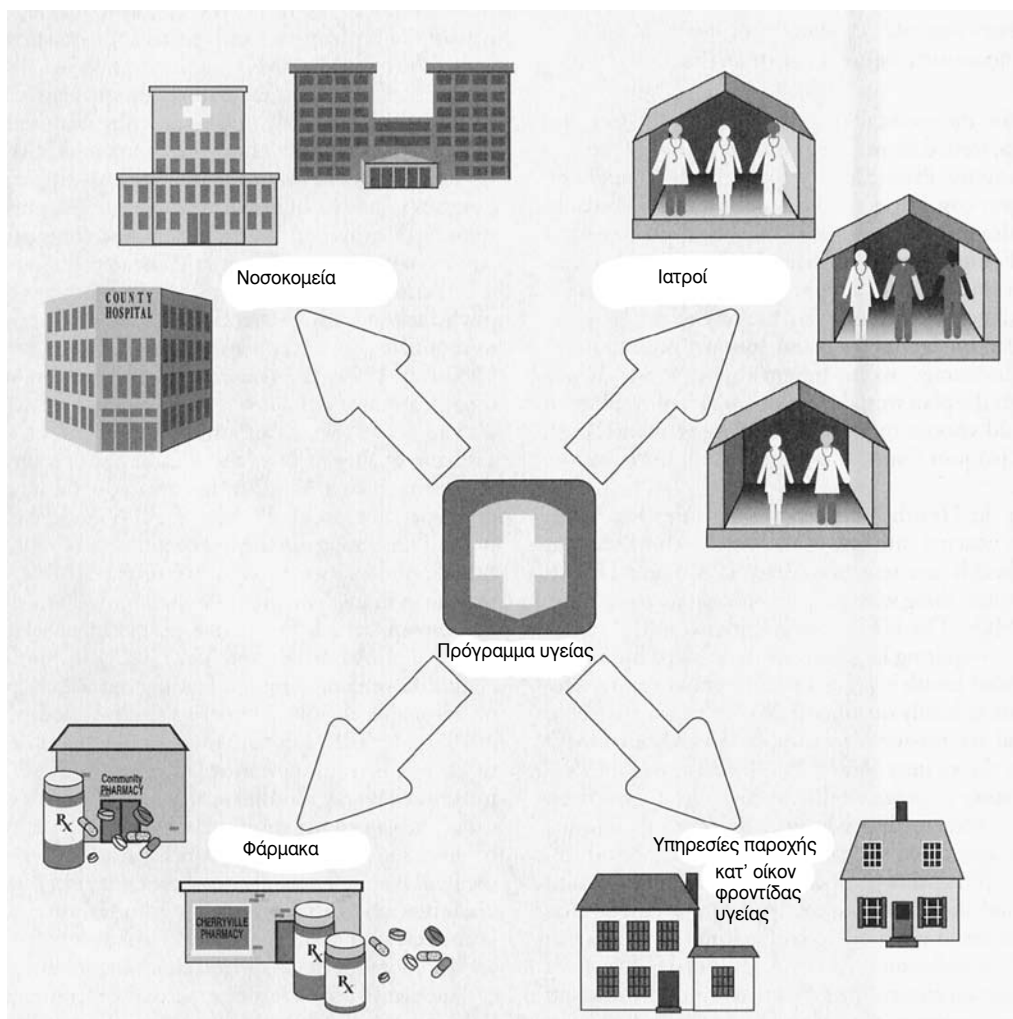 Νοσοκομεία
Ιατροί
COUNTY
HOSPITAL
Πρόγραμμα υγείας
Community
PHARMACY
Rx
Φάρμακα
Υπηρεσίες παροχής
κατ' οίκον
φροντίδας
υγείας
CHERRYVILLE
PHARMACY
Rx
Rx